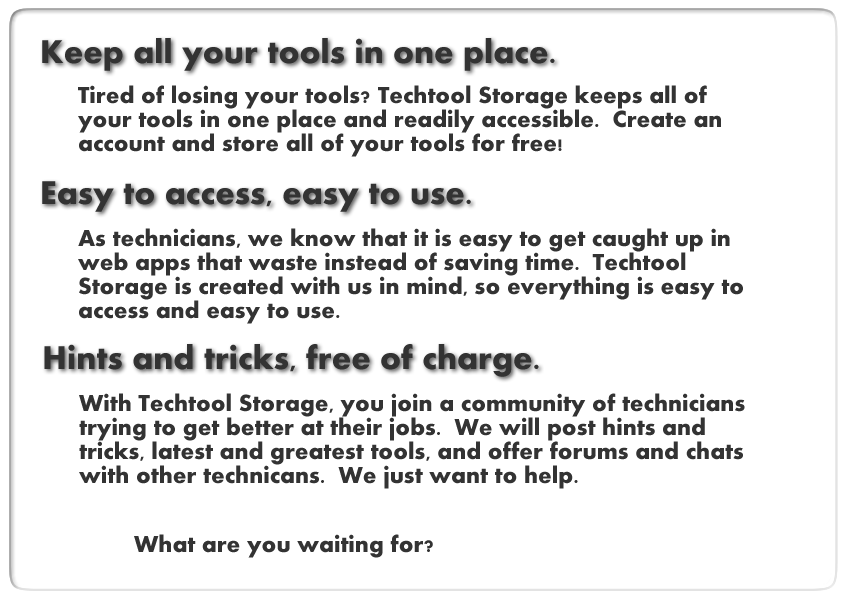 Keep all your tools in one place.
Tired of losing your tools? Techtool Storage keeps all of
your tools in one place and readily accessible.  Create an
account and store all of your tools for free!
Easy to access, easy to use.
As technicians, we know that it is easy to get caught up in
web apps that waste instead of saving time.  Techtool
Storage is created with us in mind, so everything is easy to
access and easy to use.
Hints and tricks, free of charge.
With Techtool Storage, you join a community of technicians
trying to get better at their jobs.  We will post hints and
tricks, latest and greatest tools, and offer forums and chats
with other technicans.  We just want to help.
What are you waiting for?